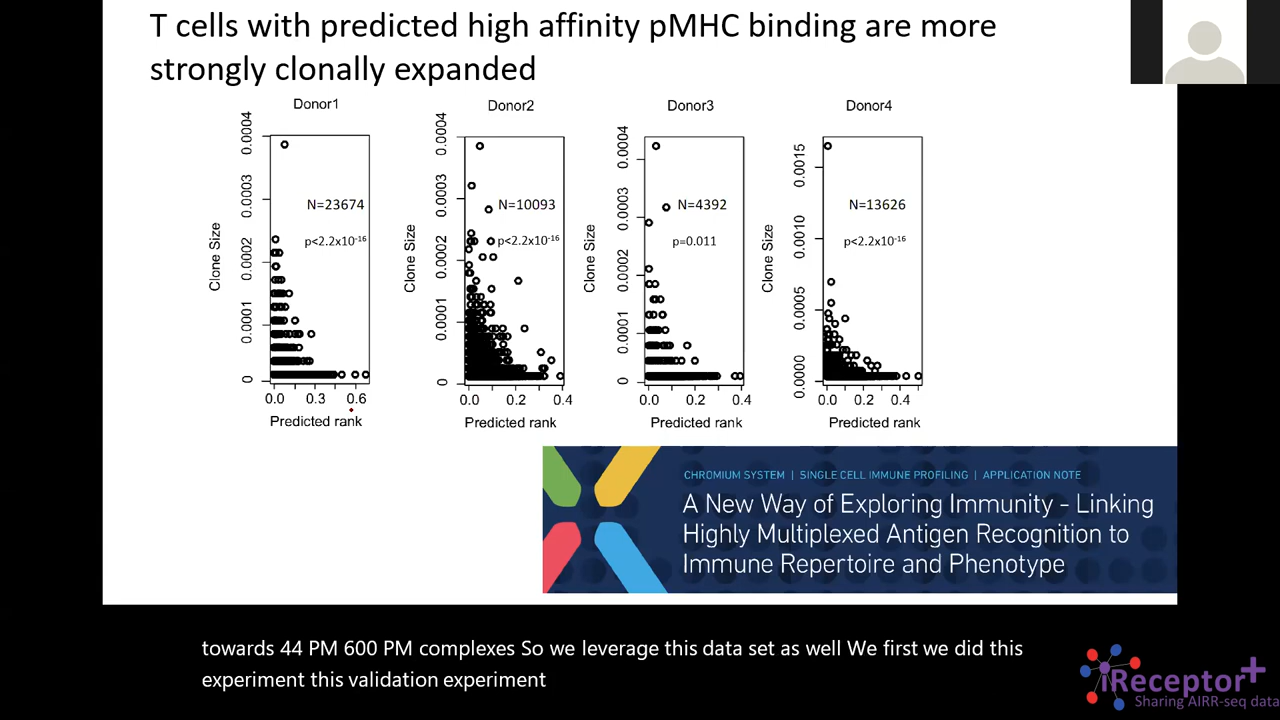 T cells with predicted high affinity pMHC binding are more
strongly clonally expanded
Donor1
Clone Size
0.0004
0.0003
0.0002
0.0001
0
N=23674
p<2.2x10-16
0.0 0.3 0.6
Predicted rank
Donor2
Clone Size
0.0004
0.0003
0.0002
0.0001
0
N=10093
p<2.2x10-16
0.0 0.2 0.4
Predicted rank
Donor3
Clone Size
0.0004
0.0003
0.0002
0.0001
0
N=4392
p=0.011
0.0 0.2 0.4
Predicted rank
Donor4
Clone Size
0.0015
0.0010
0.0005
0.0000
N=13626
p<2.2x10-16
0.0 0.2 0.4
Predicted rank
CHROMIUM SYSTEM | SINGLE CELL IMMUNE PROFILING | APPLICATION NOTE
A New Way of Exploring Immunity - Linking
Highly Multiplexed Antigen Recognition to
Immune Repertoire and Phenotype
towards 44 PM 600 PM complexes So we leverage this data set as well We first we did this
experiment this validation experiment
iReceptor+
Sharing AIRR-seq data